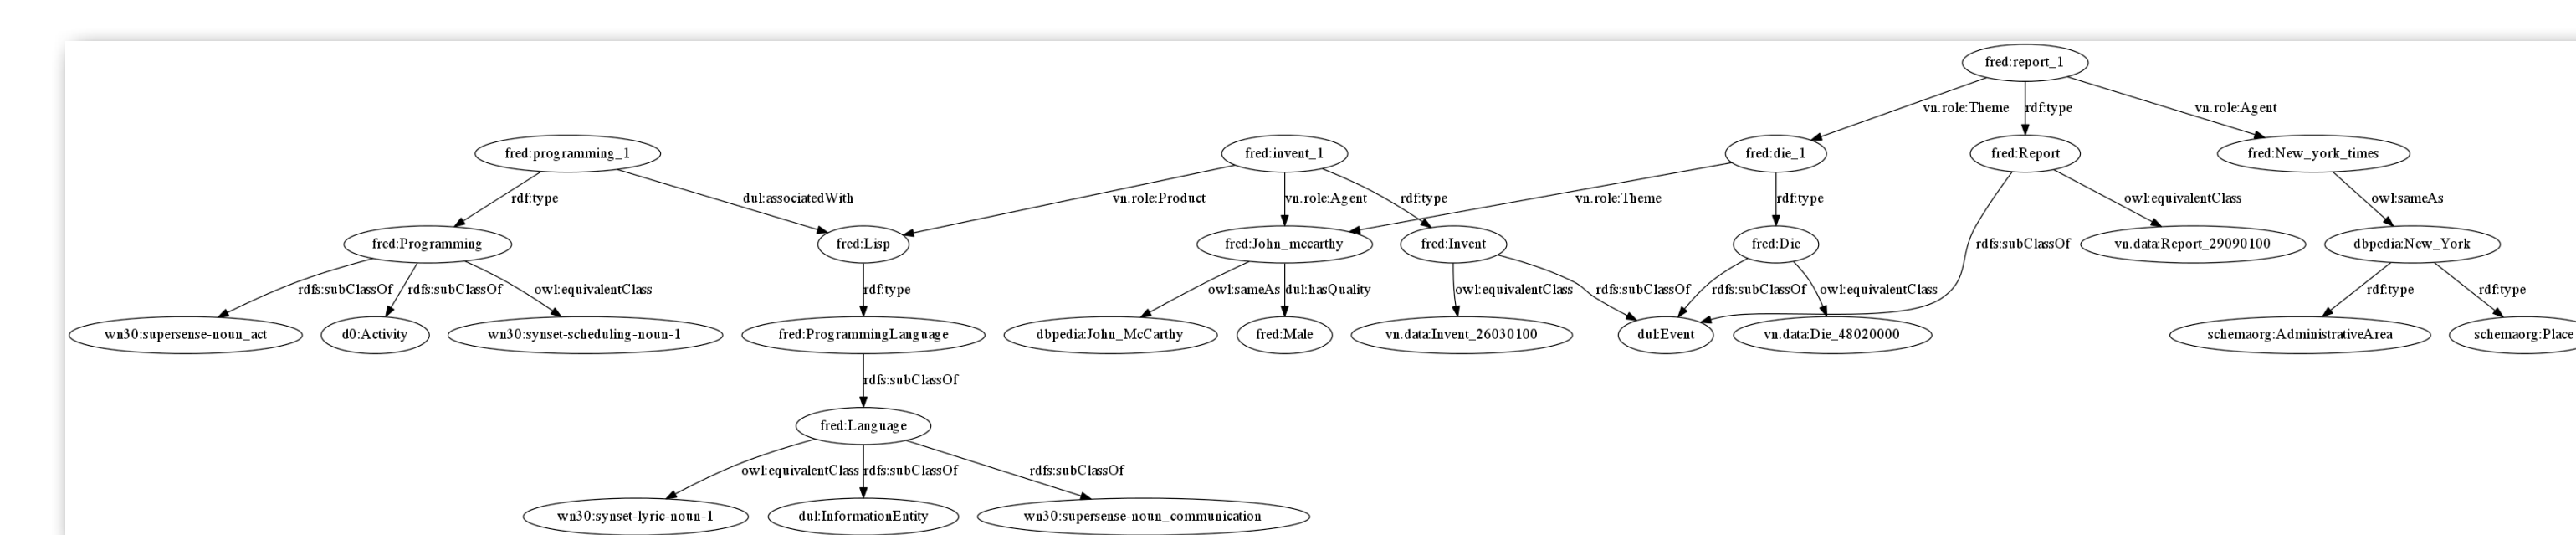 fred:report_1
vn.role:Theme rdf:type vn.role:Agent
fred:programming_1 fred:invent_1 fred:die_1 fred:Report fred:New_york_times
rdf:type dul:associatedWith vn.role:Product vn.role:Agent rdf:type vn.role:Theme rdf:type owl:equivalentClass owl:sameAs
fred:Programming fred:Lisp fred:John_mccarthy fred:Invent fred:Die rdfs:subClassOf vn.data:Report_29090100 dbpedia:New_York
rdfs:subClassOf rdfs:subClassOf owl:equivalentClass rdf:type owl:sameAs dul:hasQuality owl:equivalentClass rdfs:subClassOf rdfs:subClassOf owl:equivalentClass rdf:type rdf:type
wn30:supersense-noun_act d0:Activity wn30:synset-scheduling-noun-1 fred:ProgrammingLanguage dbpedia:John_McCarthy fred:Male vn.data:Invent_26030100 dul:Event vn.data:Die_48020000 schemaorg:AdministrativeArea schemaorg:Place
rdfs:subClassOf
fred:Language
owl:equivalentClass rdfs:subClassOf rdfs:subClassOf
wn30:synset-lyric-noun-1 dul:InformationEntity wn30:supersense-noun_communication